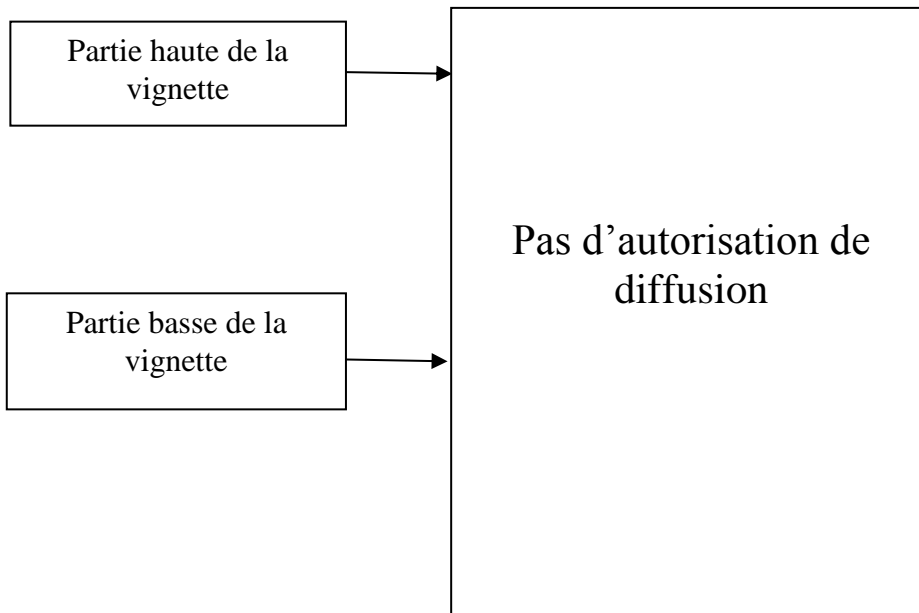 Partie haute de la
vignette
Pas d’autorisation de
diffusion
Partie basse de la
vignette